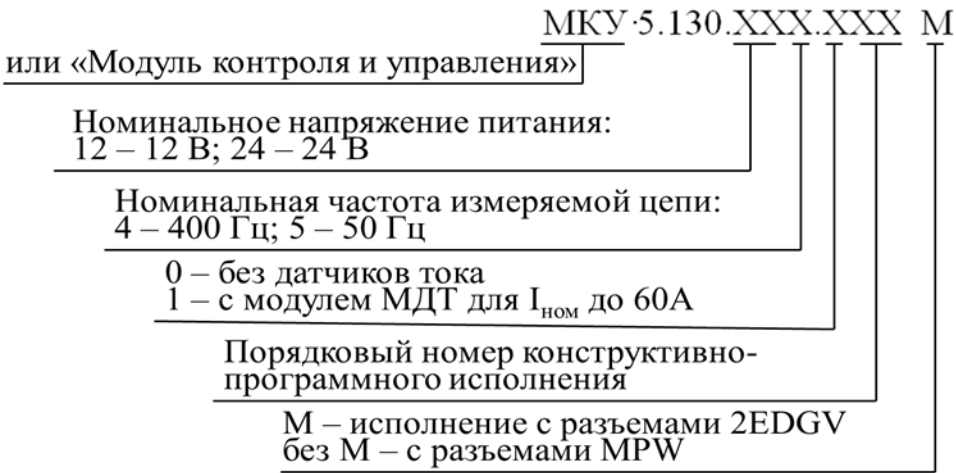 МКУ·5.130.XXX.XXX М
или «Модуль контроля и управления»
Номинальное напряжение питания:
12 – 12 В; 24 – 24 В
Номинальная частота измеряемой цепи:
4 – 400 Гц; 5 – 50 Гц
0 – без датчиков тока
1 – с модулем МДТ для Iном до 60А
Порядковый номер конструктивно-
программного исполнения
М – исполнение с разъемами 2EDGV
без М – с разъемами MPW